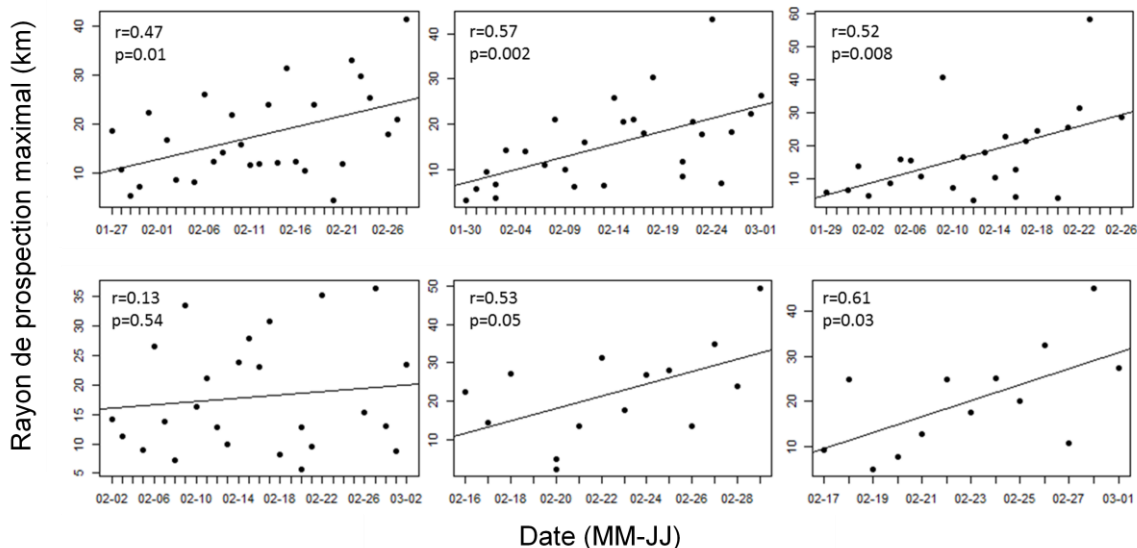 Rayon de prospection maximal (km)
r=0.47
p=0.01
40
30
20
10
01-27 02-01 02-06 02-11 02-16 02-21 02-26
r=0.57
p=0.002
40
30
20
10
01-30 02-04 02-09 02-14 02-19 02-24 03-01
r=0.52
p=0.008
60
50
40
30
20
10
01-29 02-02 02-06 02-10 02-14 02-18 02-22 02-26
r=0.13
p=0.54
35
30
25
20
15
10
5
02-02 02-06 02-10 02-14 02-18 02-22 02-26 03-02
r=0.53
p=0.05
50
40
30
20
10
02-16 02-18 02-20 02-22 02-24 02-26 02-28
r=0.61
p=0.03
40
30
20
10
02-17 02-19 02-21 02-23 02-25 02-27 03-01
Date (MM-JJ)